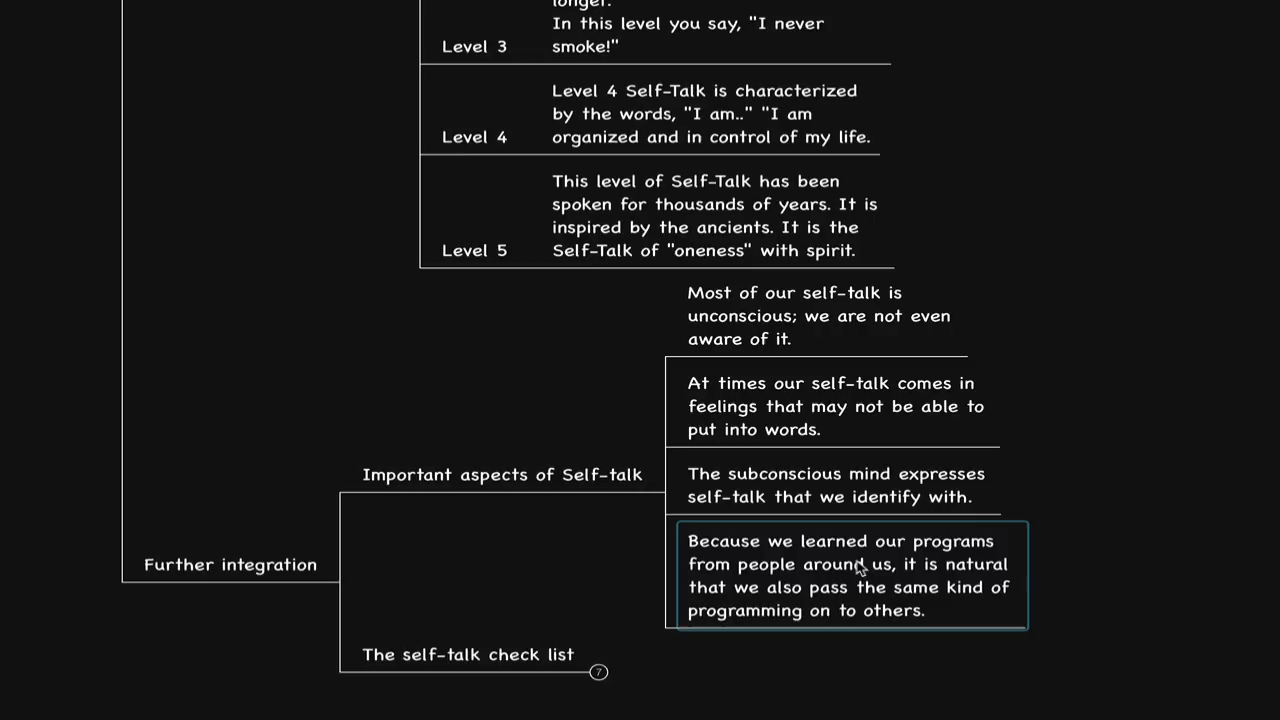 longer.
In this level you say, "I never
Level 3 smoke!"
Level 4 Self-Talk is characterized
by the words, "I am.." "I am
Level 4 organized and in control of my life.
This level of Self-Talk has been
spoken for thousands of years. It is
inspired by the ancients. It is the
Level 5 Self-Talk of "oneness" with spirit.
Most of our self-talk is
unconscious; we are not even
aware of it.
At times our self-talk comes in
feelings that may not be able to
put into words.
Important aspects of Self-talk
The subconscious mind expresses
self-talk that we identify with.
Because we learned our programs
from people around us, it is natural
that we also pass the same kind of
programming on to others.
Further integration
The self-talk check list
7